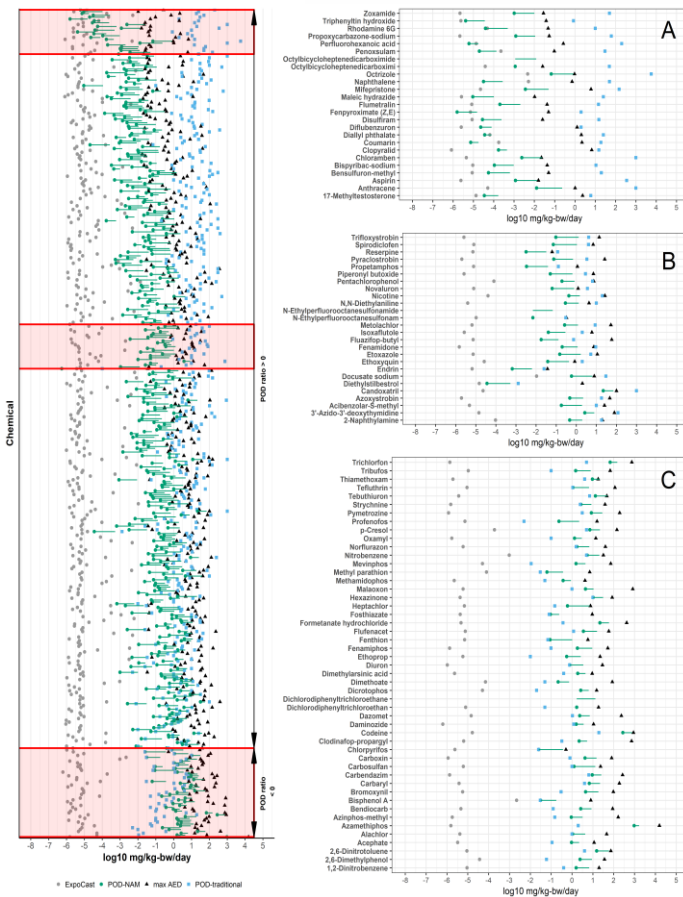 Chemical
POD ratio > 0
POD ratio
< 0
-8 -7 -6 -5 -4 -3 -2 -1 0 1 2 3 4 5
log10 mg/kg-bw/day
ExpoCast POD-NAM max AED POD-traditional
A
Zoxamide
Triphenyltin hydroxide
Rhodamine 6G
Propoxycarbazone-sodium
Perfluorohexanoic acid
Penoxsulam
Octylbicycloheptenedicarboximide
Octylbicycloheptenedicarboximi
Octrizole
Naphthalene
Mifepristone
Maleic hydrazide
Flumetralin
Fenpyroximate (Z,E)
Disulfiram
Diflubenzuron
Diallyl phthalate
Coumarin
Clopyralid
Chloramben
Bispyribac-sodium
Bensulfuron-methyl
Aspirin
Anthracene
17-Methyltestosterone
-8 -7 -6 -5 -4 -3 -2 -1 0 1 2 3 4 5
log10 mg/kg-bw/day
B
Trifloxystrobin
Spirodiclofen
Reserpine
Pyraclostrobin
Propetamphos
Piperonyl butoxide
Pentachlorophenol
Novaluron
Nicotine
N,N-Diethylaniline
N-Ethylperfluorooctanesulfonamide
N-Ethylperfluorooctanesulfonam
Metolachlor
Isoxaflutole
Fluazifop-butyl
Fenamidone
Etoxazole
Ethoxyquin
Endrin
Docusate sodium
Diethylstilbestrol
Candoxatril
Azoxystrobin
Acibenzolar-S-methyl
3'-Azido-3'-deoxythymidine
2-Naphthylamine
-8 -7 -6 -5 -4 -3 -2 -1 0 1 2 3 4 5
log10 mg/kg-bw/day
C
Trichlorfon
Tribufos
Thiamethoxam
Tefluthrin
Tebuthiuron
Strychnine
Pymetrozine
Profenofos
p-Cresol
Oxamyl
Norflurazon
Nitrobenzene
Mevinphos
Methyl parathion
Methamidophos
Malaoxon
Hexazinone
Heptachlor
Fosthiazate
Formetanate hydrochloride
Flufenacet
Fenthion
Fenamiphos
Ethoprop
Diuron
Dimethylarsinic acid
Dimethoate
Dicrotophos
Dichlorodiphenyltrichloroethane
Dichlorodiphenyltrichloroethan
Dazomet
Daminozide
Codeine
Clodinafop-propargyl
Chlorpyrifos
Carboxin
Carbosulfan
Carbendazim
Carbaryl
Bromoxynil
Bisphenol A
Bendiocarb
Azinphos-methyl
Azamethiphos
Alachlor
Acephate
2,6-Dinitrotoluene
2,6-Dimethylphenol
1,2-Dinitrobenzene
-8 -7 -6 -5 -4 -3 -2 -1 0 1 2 3 4 5
log10 mg/kg-bw/day